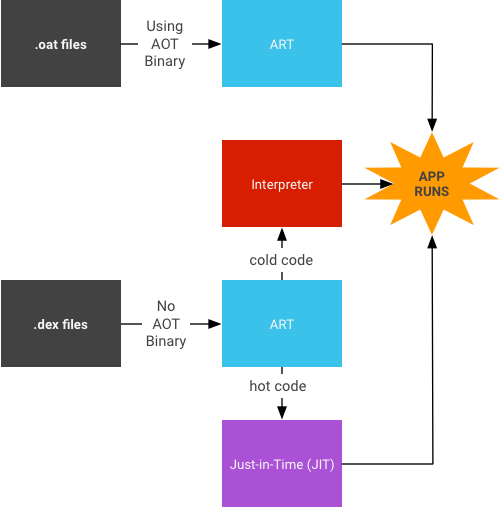 .oat files
Using
AOT
Binary
ART
Interpreter
APP
RUNS
cold code
.dex files
No
AOT
Binary
ART
hot code
Just-in-Time (JIT)